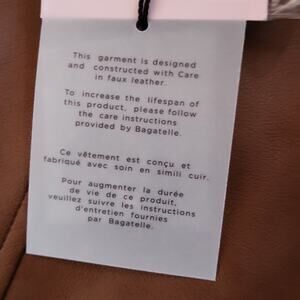 This garment is designed
and constructed with Care
in faux leather.
To increase the lifespan of
this product, please follow
the care instructions
provided by Bagatelle.
Ce vêtement est conçu et
fabriqué avec soin en simili cuir.
Pour augmenter la durée
de vie de ce produit,
veuillez suivre les instructions
d'entretien fournies
par Bagatelle.